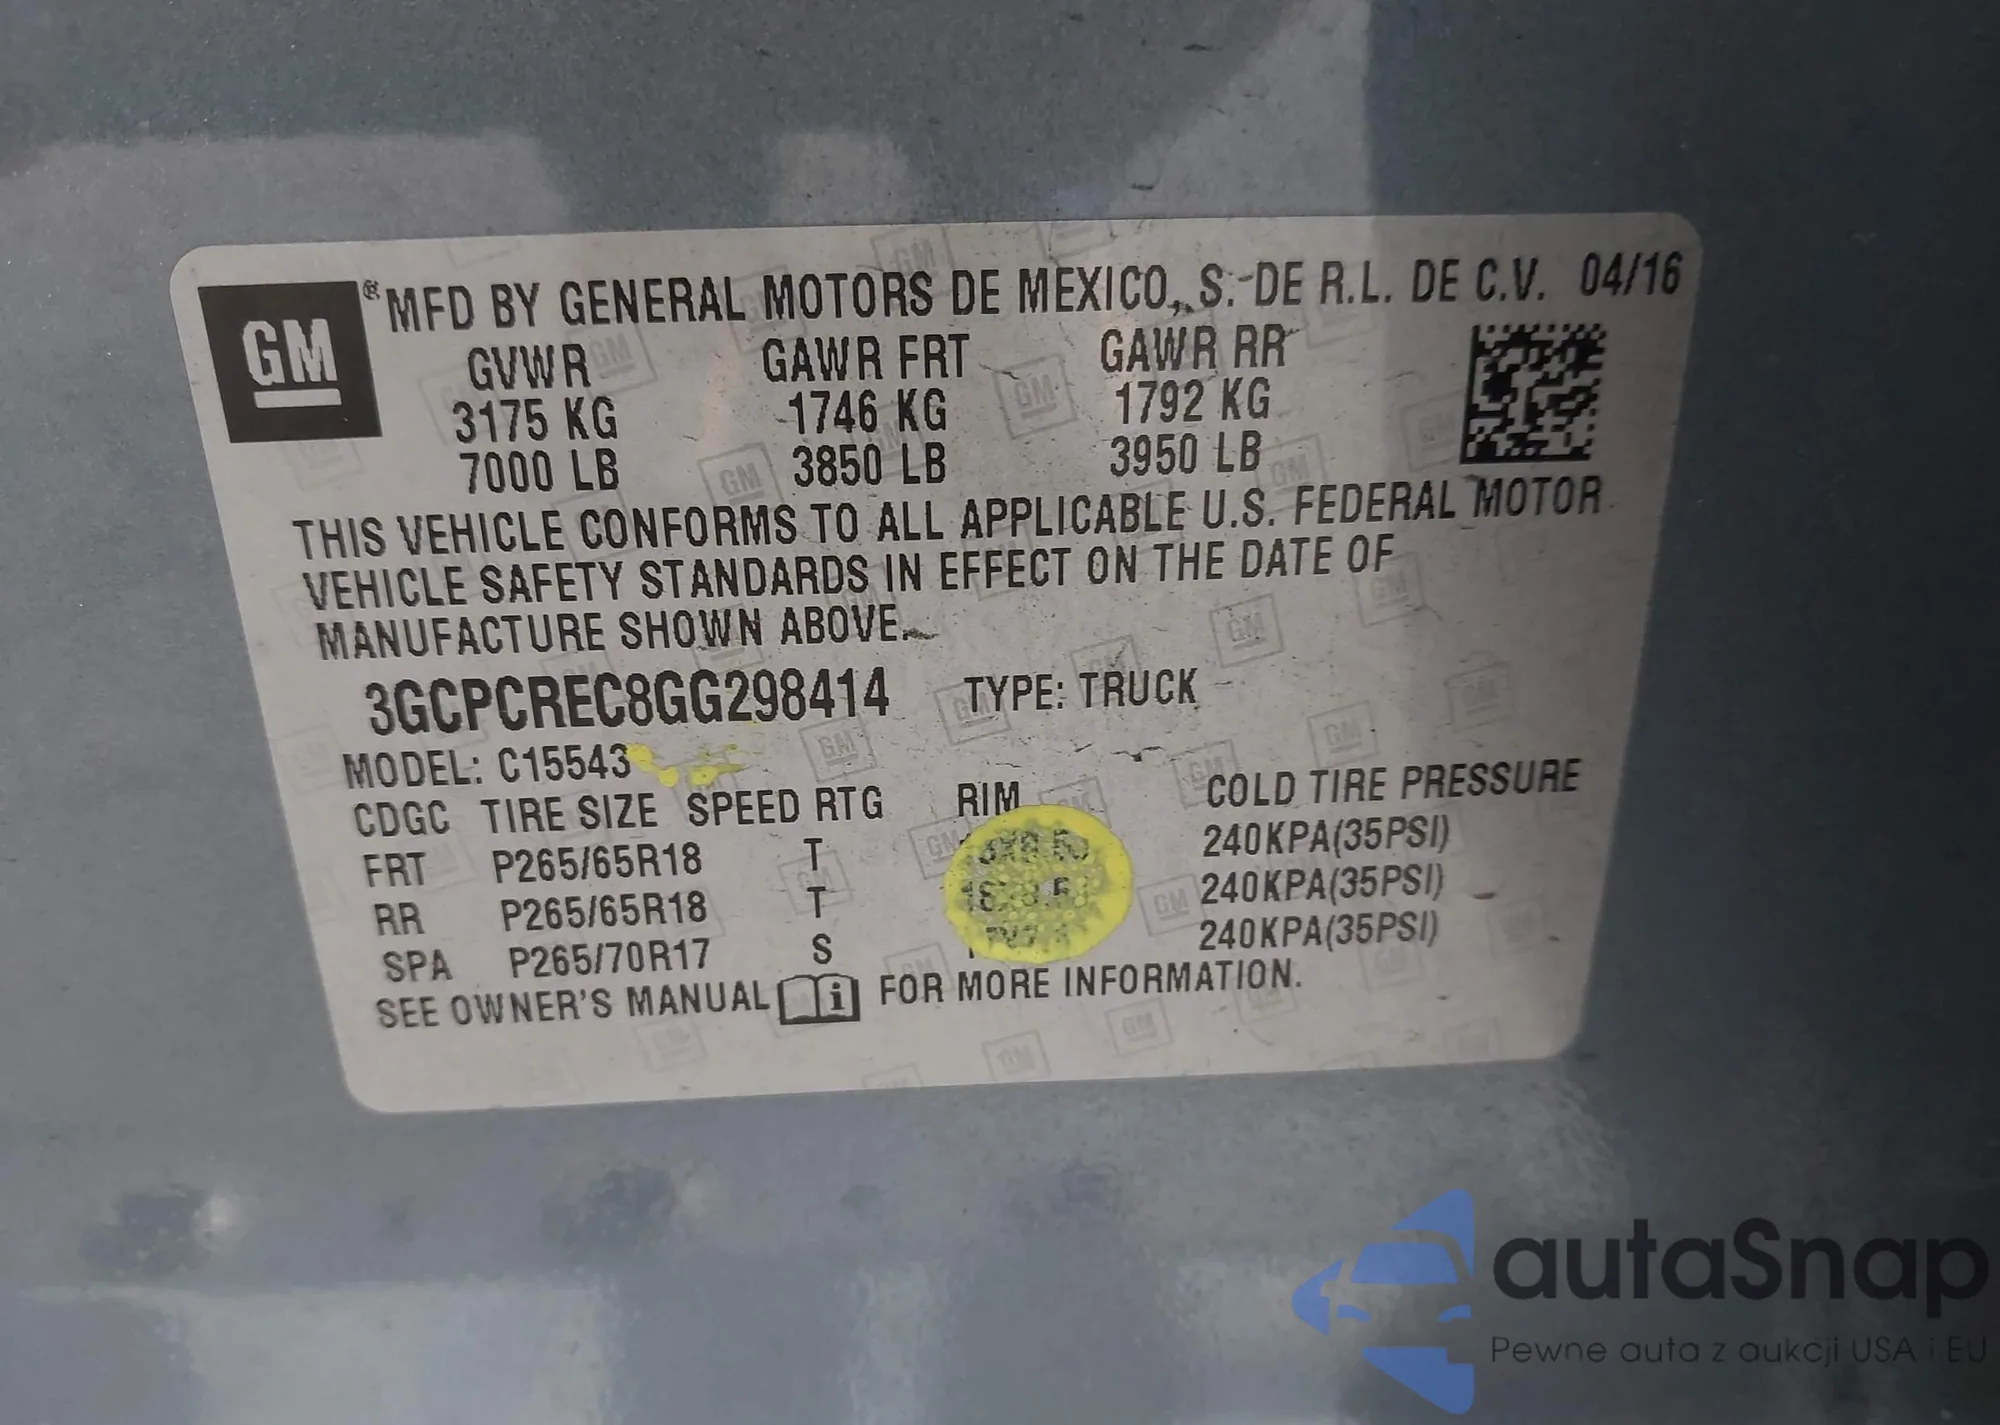 GM
® MFD BY GENERAL MOTORS DE MEXICO, S. DE R.L. DE C.V. 04/16
GVWR GAWR FRT GAWR RR
3175 KG 1746 KG 1792 KG
7000 LB 3850 LB 3950 LB
THIS VEHICLE CONFORMS TO ALL APPLICABLE U.S. FEDERAL MOTOR
VEHICLE SAFETY STANDARDS IN EFFECT ON THE DATE OF
MANUFACTURE SHOWN ABOVE.
3GCPCREC8GG298414 TYPE: TRUCK
MODEL: C15543
CDGC TIRE SIZE SPEED RTG RIM COLD TIRE PRESSURE
FRT P265/65R18 T 240KPA(35PSI)
RR P265/65R18 T 240KPA(35PSI)
SPA P265/70R17 S 240KPA(35PSI)
SEE OWNER'S MANUAL i FOR MORE INFORMATION.
autaSnap
Pewne auta z aukcji USA i EU